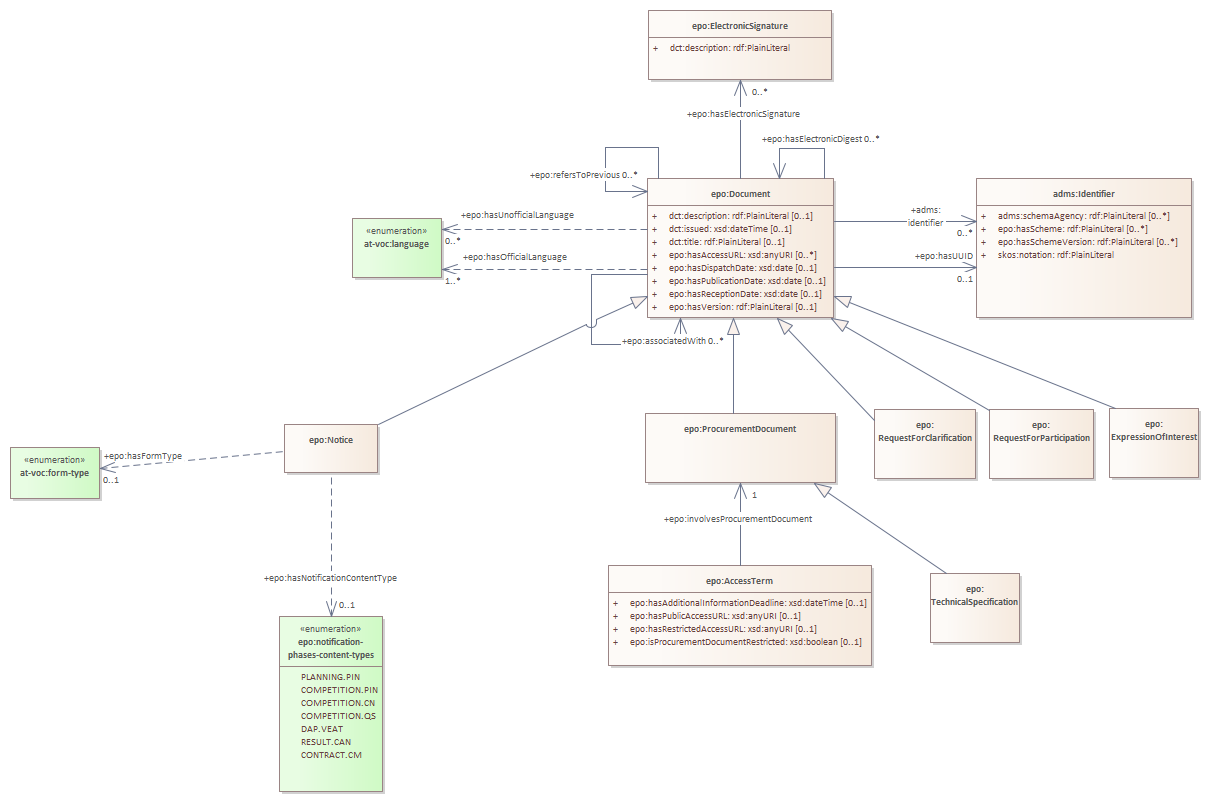 epo:ElectronicSignature
+ dct:description: rdf:PlainLiteral
0..*
+epo:hasElectronicSignature
+epo:hasElectronicDigest 0..*
+epo:refersToPrevious 0..*
epo:Document
+ dct:description: rdf:PlainLiteral [0..1]
+ dct:issued: xsd:dateTime [0..1]
+ dct:title: rdf:PlainLiteral [0..1]
+ epo:hasAccessURL: xsd:anyURI [0..*]
+ epo:hasDispatchDate: xsd:date [0..1]
+ epo:hasPublicationDate: xsd:date [0..1]
+ epo:hasReceptionDate: xsd:date [0..1]
+ epo:hasVersion: rdf:PlainLiteral [0..1]
adms:Identifier
+ adms:schemaAgency: rdf:PlainLiteral [0..*]
+ epo:hasScheme: rdf:PlainLiteral [0..*]
+ epo:hasSchemeVersion: rdf:PlainLiteral [0..*]
+ skos:notation: rdf:PlainLiteral
+adms:
identifier
0..*
+epo:hasUUID
0..1
+epo:hasUnofficialLanguage
0..*
+epo:hasOfficialLanguage
1..*
«enumeration»
at-voc:language
+epo:associatedWith 0..*
epo:Notice
epo:ProcurementDocument
epo:
RequestForClarification
epo:
RequestForParticipation
epo:
ExpressionOfInterest
+epo:hasFormType
0..1
«enumeration»
at-voc:form-type
1
+epo:involvesProcurementDocument
+epo:hasNotificationContentType
0..1
epo:AccessTerm
+ epo:hasAdditionalInformationDeadline: xsd:dateTime [0..1]
+ epo:hasPublicAccessURL: xsd:anyURI [0..1]
+ epo:hasRestrictedAccessURL: xsd:anyURI [0..1]
+ epo:isProcurementDocumentRestricted: xsd:boolean [0..1]
epo:
TechnicalSpecification
«enumeration»
epo:notification-
phases-content-types
PLANNING.PIN
COMPETITION.PIN
COMPETITION.CN
COMPETITION.QS
DAP.VEAT
RESULT.CAN
CONTRACT.CM